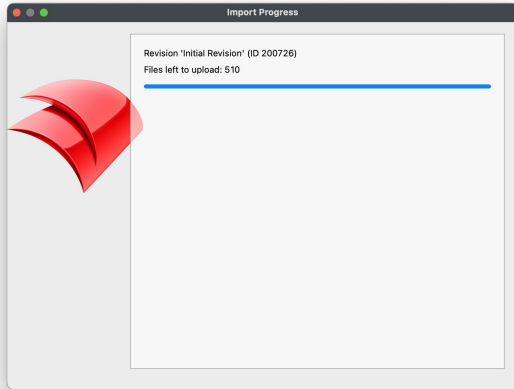 Import Progress
Revision 'Initial Revision' (ID 200726)
Files left to upload: 510